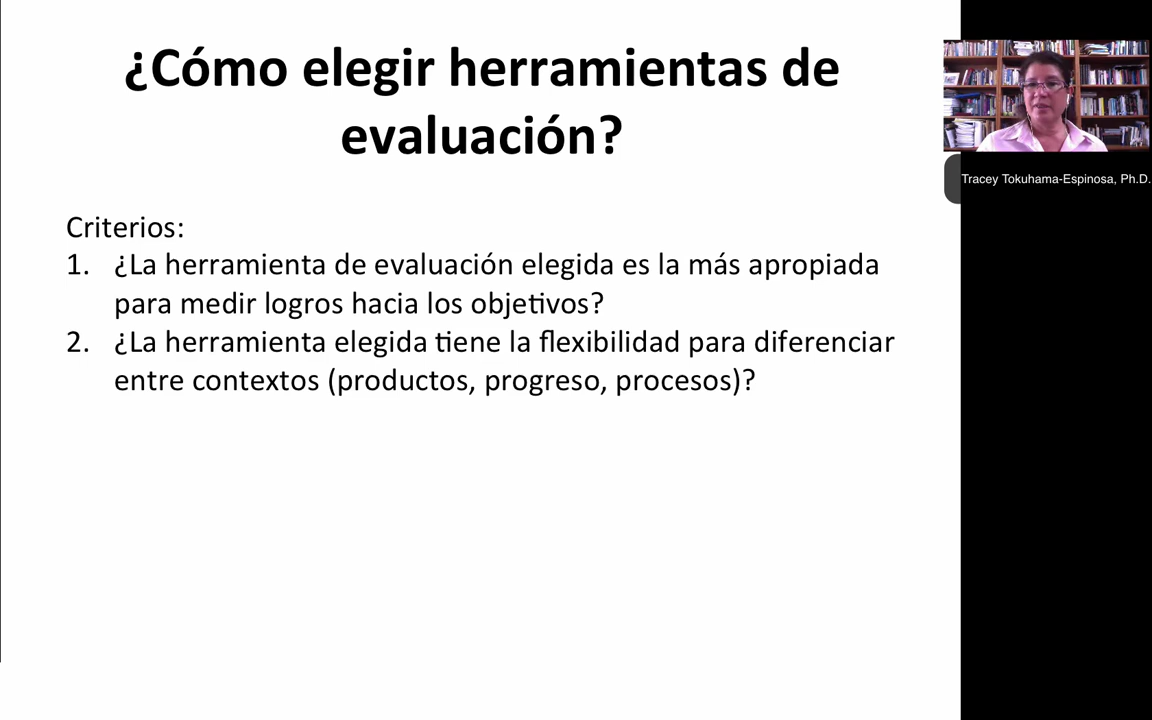 ¿Cómo elegir herramientas de
evaluación?
Criterios:
1. ¿La herramienta de evaluación elegida es la más apropiada
para medir logros hacia los objetivos?
2. ¿La herramienta elegida tiene la flexibilidad para diferenciar
entre contextos (productos, progreso, procesos)?
Tracey Tokuhama-Espinosa, Ph.D.